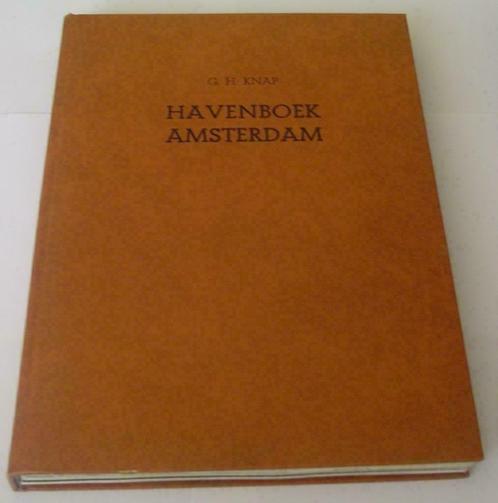 G. H. KNAP
HAVENBOEK
AMSTERDAM